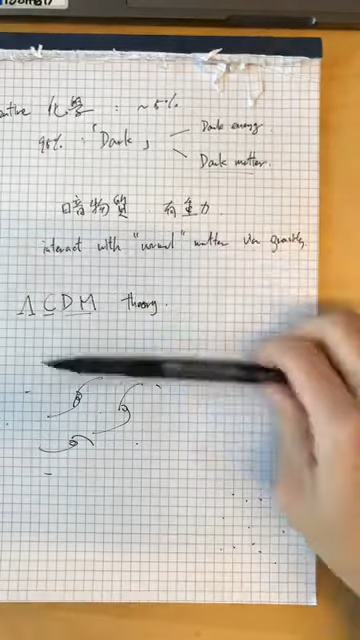 化学 : ~5%
95% 「Dark」 Dark energy
Dark matter.
暗物質 有重力
interact with "normal" matter via gravity
ΛCDM theory.